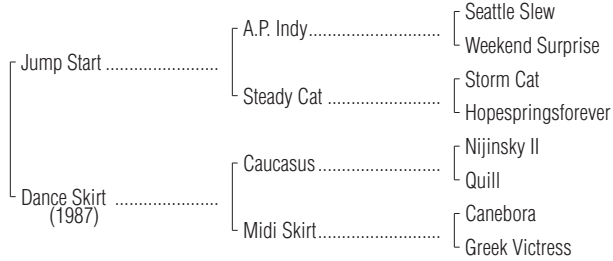 Seattle Slew
A.P. Indy
Weekend Surprise
Jump Start
Storm Cat
Steady Cat
Hopespringsforever
Nijinsky II
Caucasus
Quill
Dance Skirt
(1987)
Canebora
Midi Skirt
Greek Victress